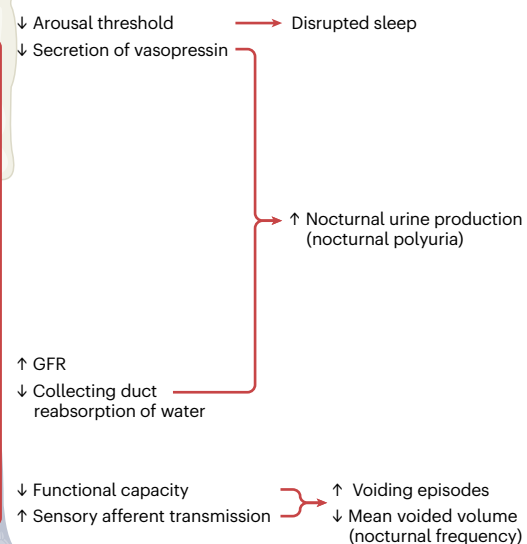 ↓ Arousal threshold
Disrupted sleep
↓ Secretion of vasopressin
↑ Nocturnal urine production
(nocturnal polyuria)
↑ GFR
↓ Collecting duct
reabsorption of water
↓ Functional capacity
↑ Sensory afferent transmission
↑ Voiding episodes
↓ Mean voided volume
(nocturnal frequency)